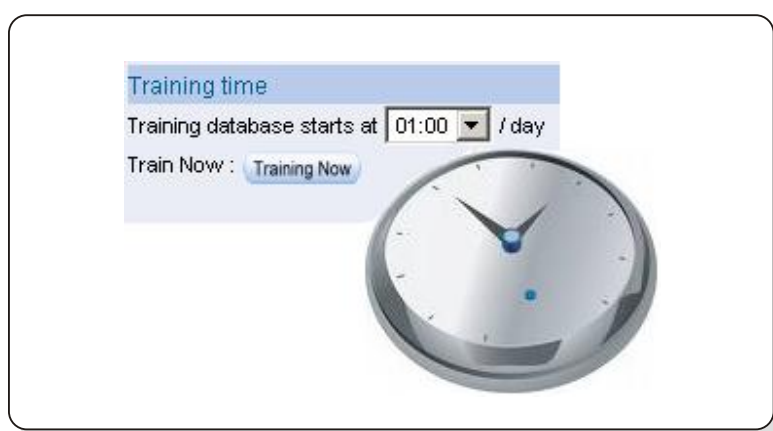 Training time
Training database starts at 01:00 / day
Train Now : Training Now